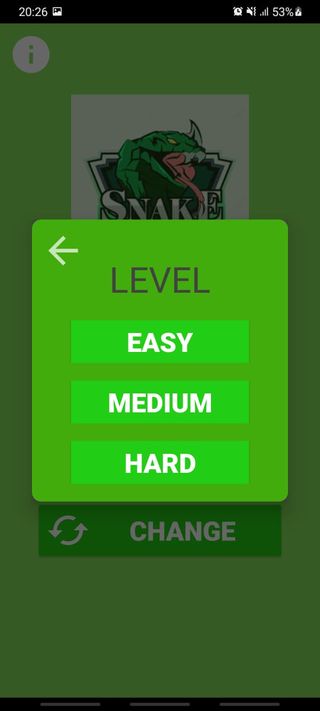 20:26
53%
SNAKE
LEVEL
EASY
MEDIUM
HARD
CHANGE